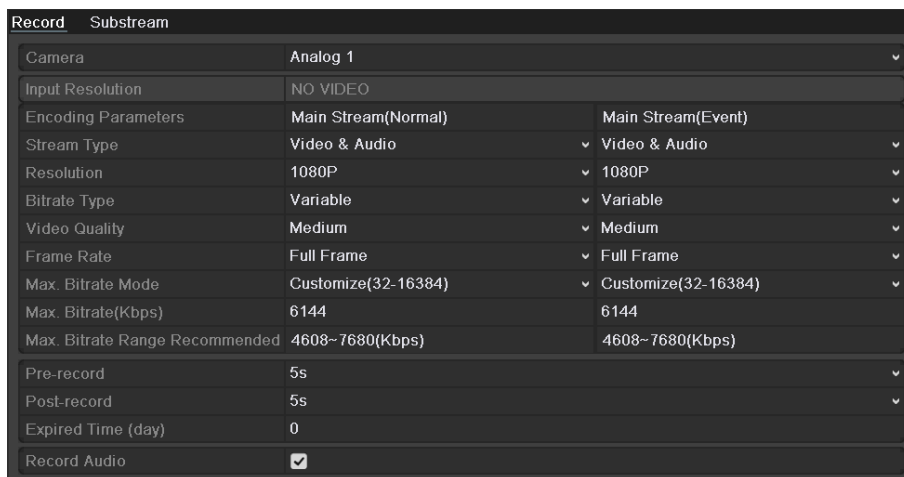 Record Substream
Camera Analog 1
Input Resolution NO VIDEO
Encoding Parameters Main Stream(Normal) Main Stream(Event)
Stream Type Video & Audio Video & Audio
Resolution 1080P 1080P
Bitrate Type Variable Variable
Video Quality Medium Medium
Frame Rate Full Frame Full Frame
Max. Bitrate Mode Customize(32-16384) Customize(32-16384)
Max. Bitrate(Kbps) 6144 6144
Max. Bitrate Range Recommended 4608~7680(Kbps) 4608~7680(Kbps)
Pre-record 5s
Post-record 5s
Expired Time (day) 0
Record Audio